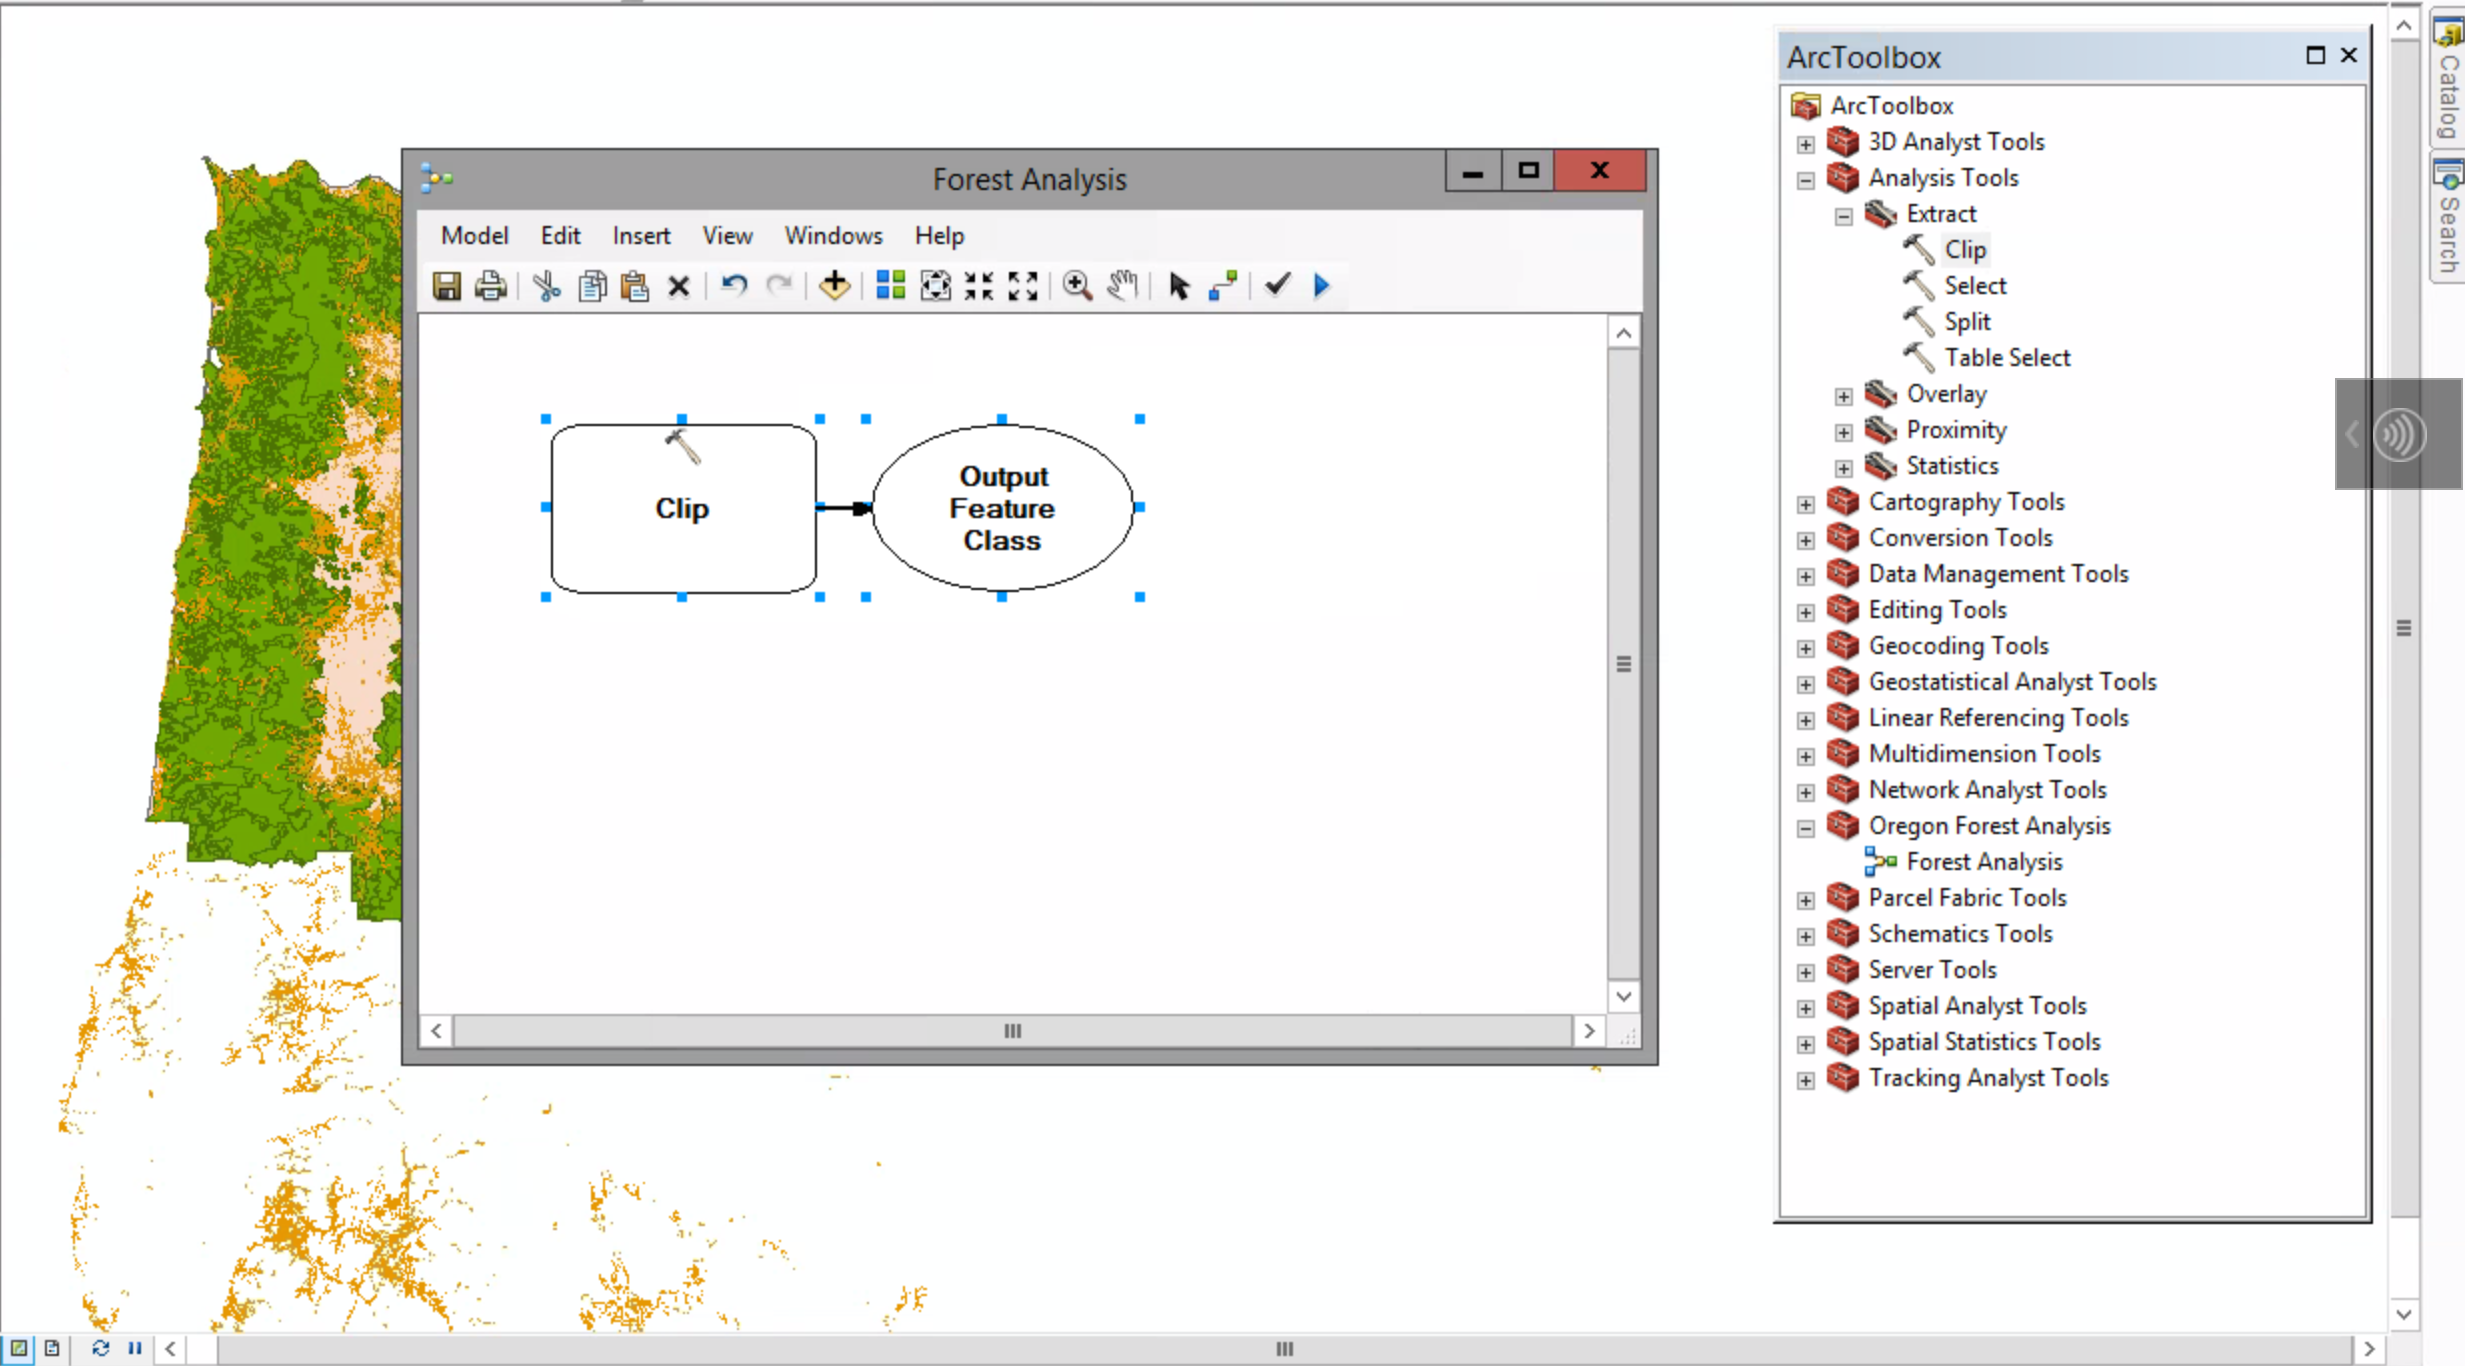 Forest Analysis
Model Edit Insert View Windows Help
Clip
Output
Feature
Class
ArcToolbox
ArcToolbox
3D Analyst Tools
Analysis Tools
Extract
Clip
Select
Split
Table Select
Overlay
Proximity
Statistics
Cartography Tools
Conversion Tools
Data Management Tools
Editing Tools
Geocoding Tools
Geostatistical Analyst Tools
Linear Referencing Tools
Multidimension Tools
Network Analyst Tools
Oregon Forest Analysis
Forest Analysis
Parcel Fabric Tools
Schematics Tools
Server Tools
Spatial Analyst Tools
Spatial Statistics Tools
Tracking Analyst Tools
Catalog
Search